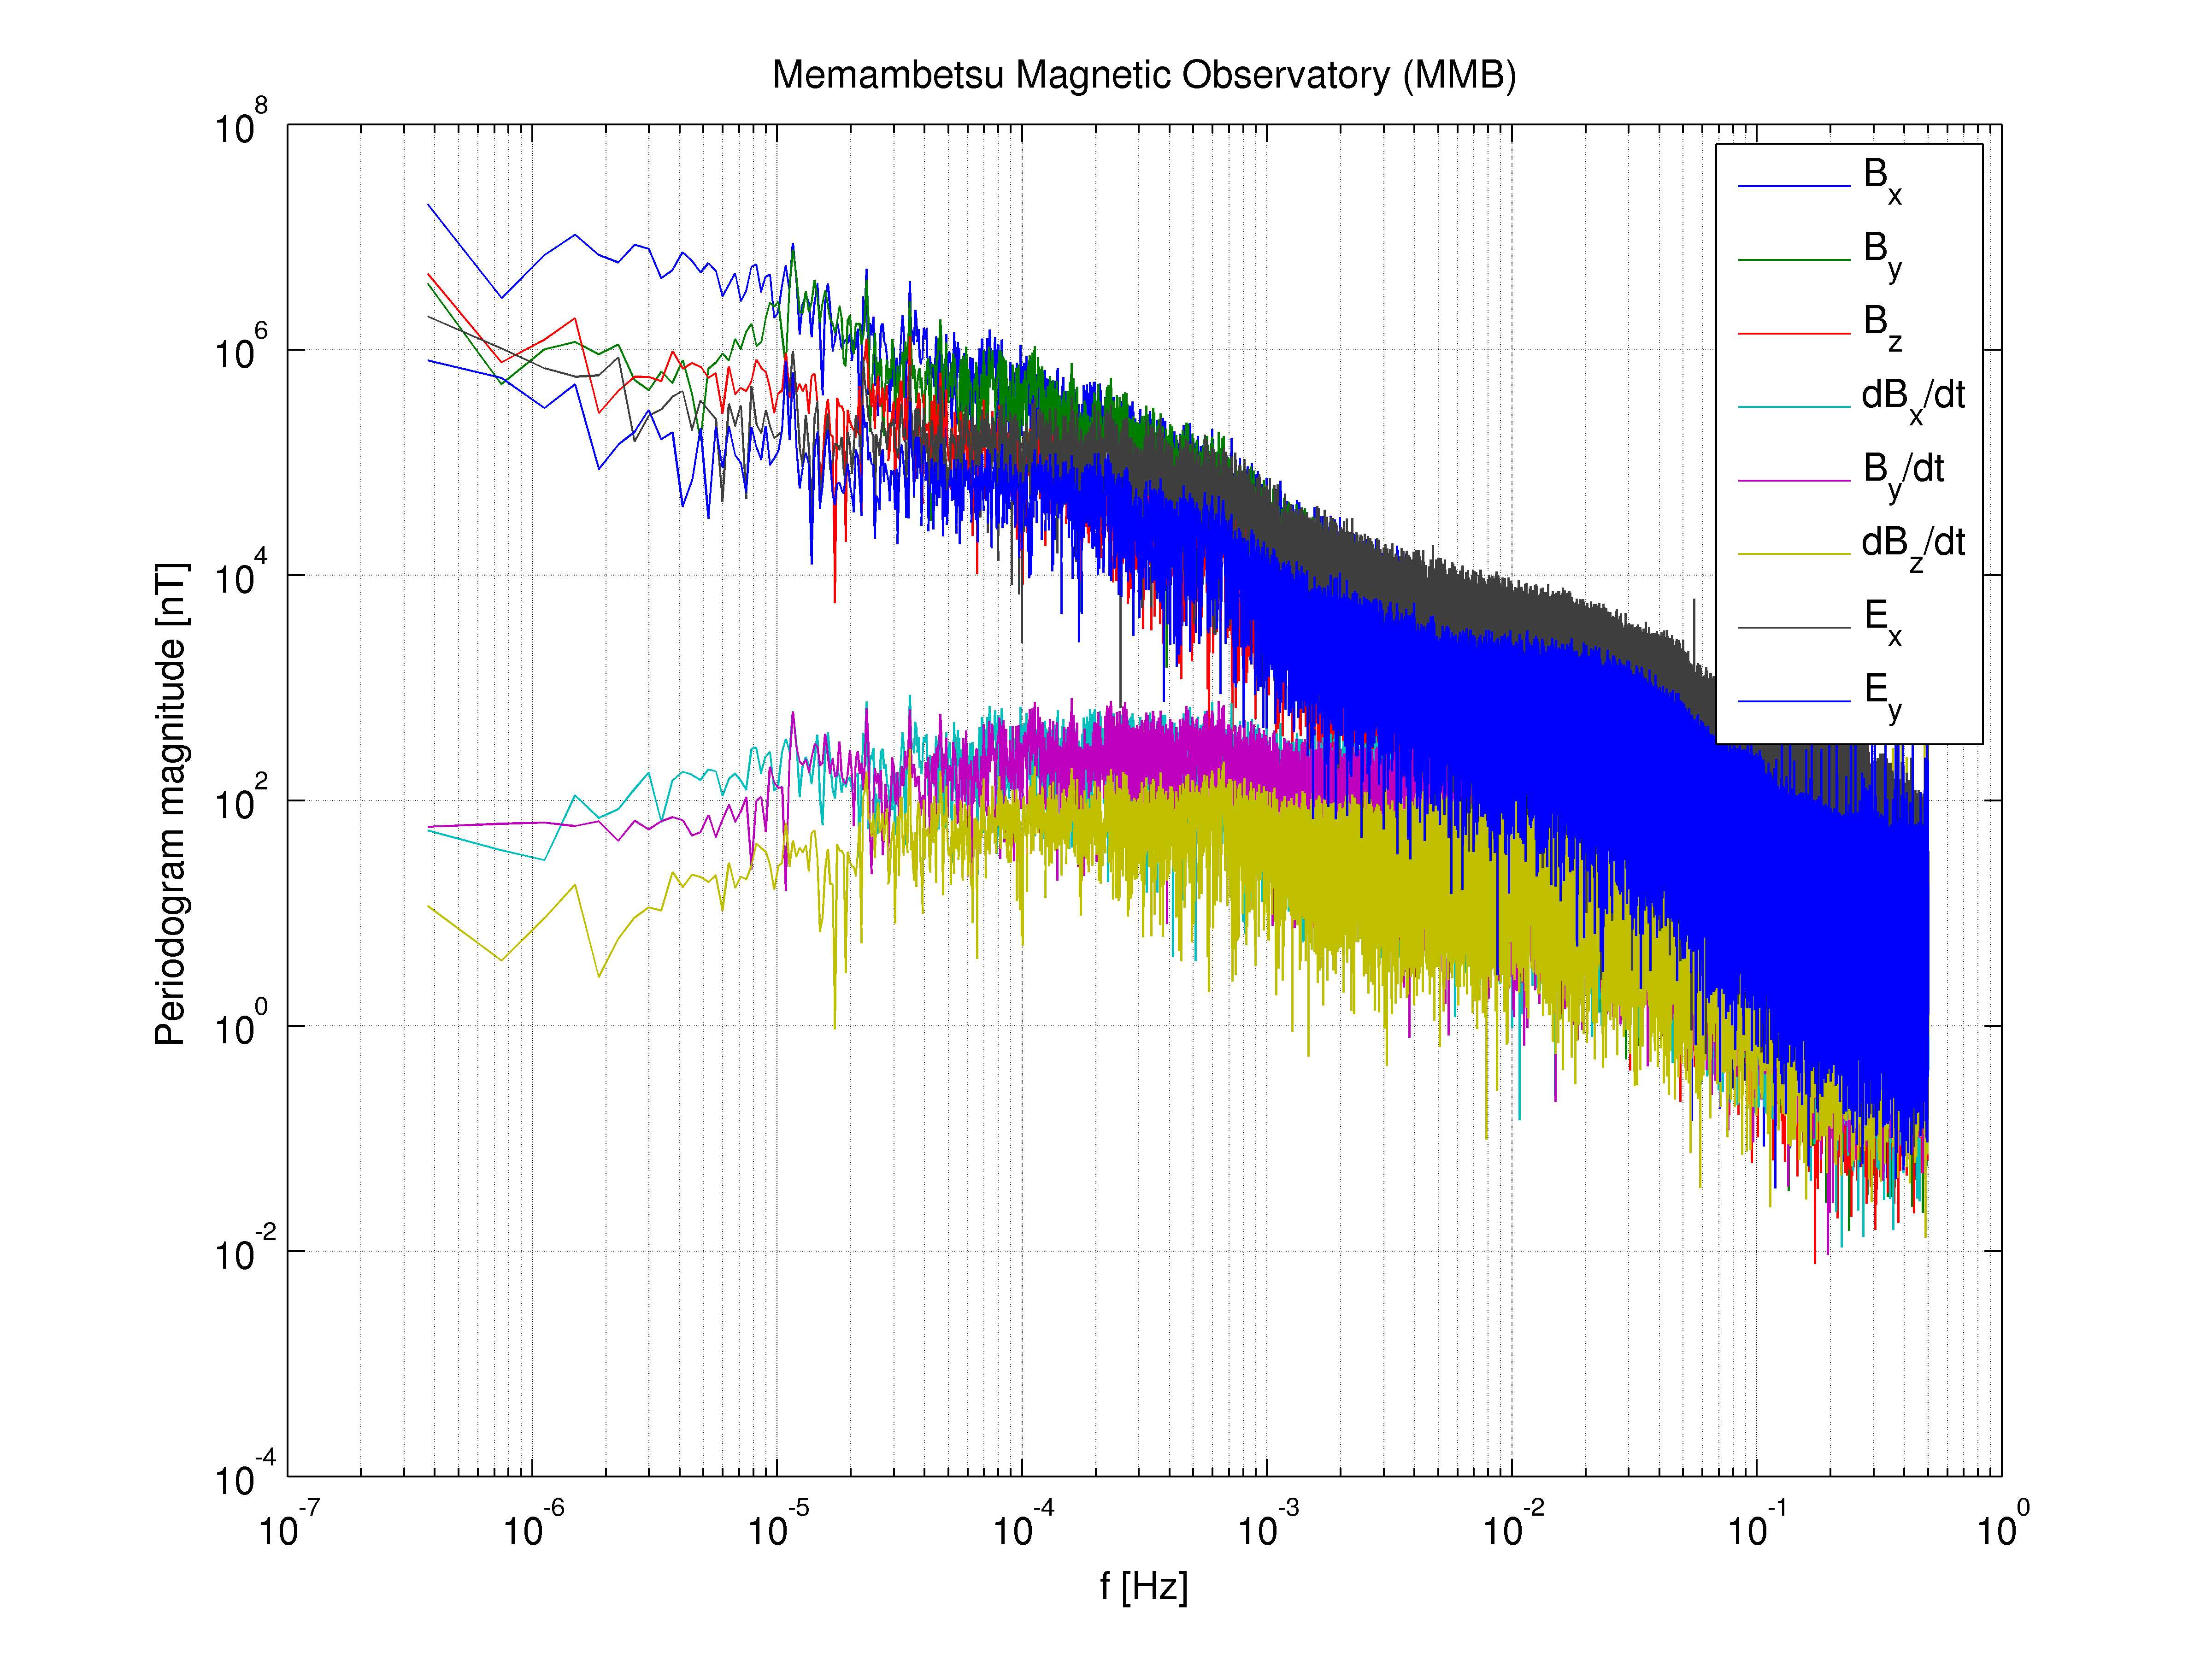 Memambetsu Magnetic Observatory (MMB)
Periodogram magnitude [nT]
10^8
10^6
10^4
10^2
10^0
10^-2
10^-4
B_x
B_y
B_z
dB_x/dt
B_y/dt
dB_z/dt
E_x
E_y
10^-7 10^-6 10^-5 10^-4 10^-3 10^-2 10^-1 10^0
f [Hz]